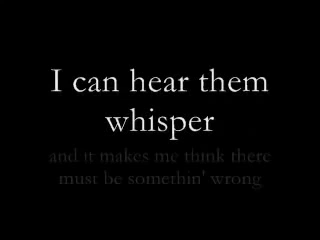 I can hear them
whisper
and it makes me think there
must be somethin' wrong